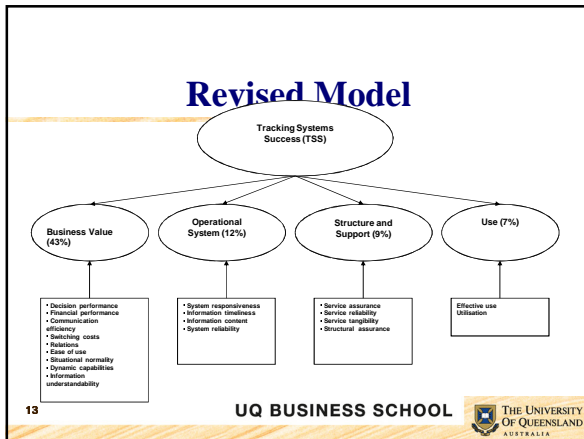 Revised Model
Tracking Systems
Success (TSS)
Business Value
(43%)
Operational
System (12%)
Structure and
Support (9%)
Use (7%)
• Decision performance
• Financial performance
• Communication
efficiency
• Switching costs
• Relations
• Ease of use
• Situational normality
• Dynamic capabilities
• Information
understandability
• System responsiveness
• Information timeliness
• Information content
• System reliability
• Service assurance
• Service reliability
• Service tangibility
• Structural assurance
Effective use
Utilisation
13
UQ BUSINESS SCHOOL
THE UNIVERSITY
OF QUEENSLAND
AUSTRALIA